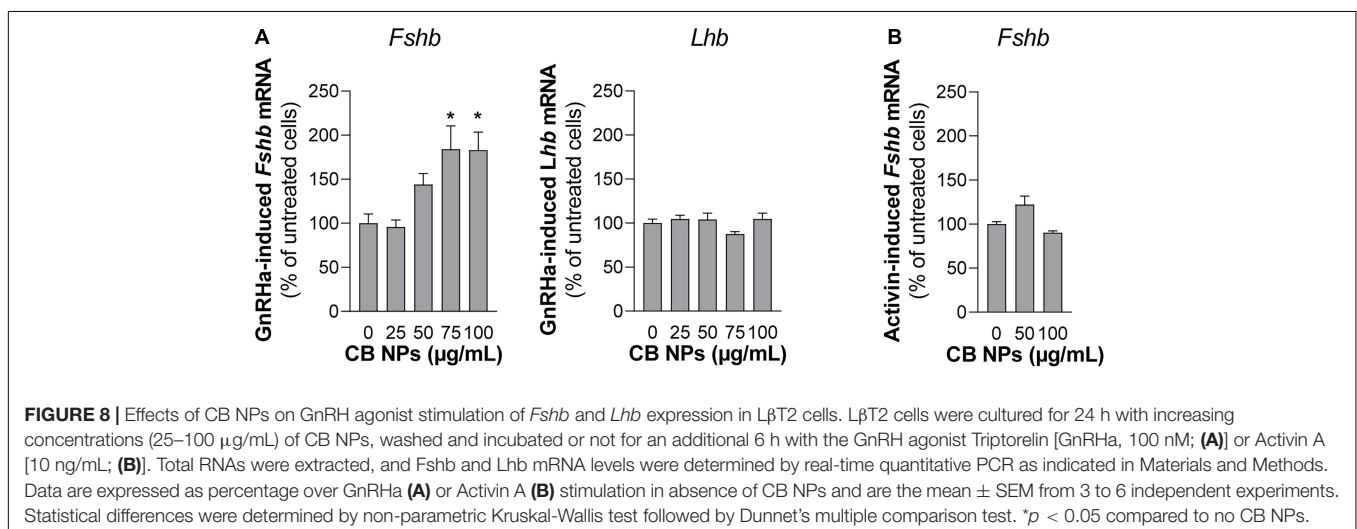 A
Fshb
GnRHa-induced Fshb mRNA
(% of untreated cells)
250
200
150
100
50
0
* *
0 25 50 75 100
CB NPs (µg/mL)
Lhb
GnRHa-induced Lhb mRNA
(% of untreated cells)
250
200
150
100
50
0
0 25 50 75 100
CB NPs (µg/mL)
B
Fshb
Activin-induced Fshb mRNA
(% of untreated cells)
250
200
150
100
50
0
0 50 100
CB NPs (µg/mL)
FIGURE 8 | Effects of CB NPs on GnRH agonist stimulation of Fshb and Lhb expression in LβT2 cells. LβT2 cells were cultured for 24 h with increasing
concentrations (25–100 μg/mL) of CB NPs, washed and incubated or not for an additional 6 h with the GnRH agonist Triptorelin [GnRHa, 100 nM; (A)] or Activin A
[10 ng/mL; (B)]. Total RNAs were extracted, and Fshb and Lhb mRNA levels were determined by real-time quantitative PCR as indicated in Materials and Methods.
Data are expressed as percentage over GnRHa (A) or Activin A (B) stimulation in absence of CB NPs and are the mean ± SEM from 3 to 6 independent experiments.
Statistical differences were determined by non-parametric Kruskal-Wallis test followed by Dunnet's multiple comparison test. *p < 0.05 compared to no CB NPs.